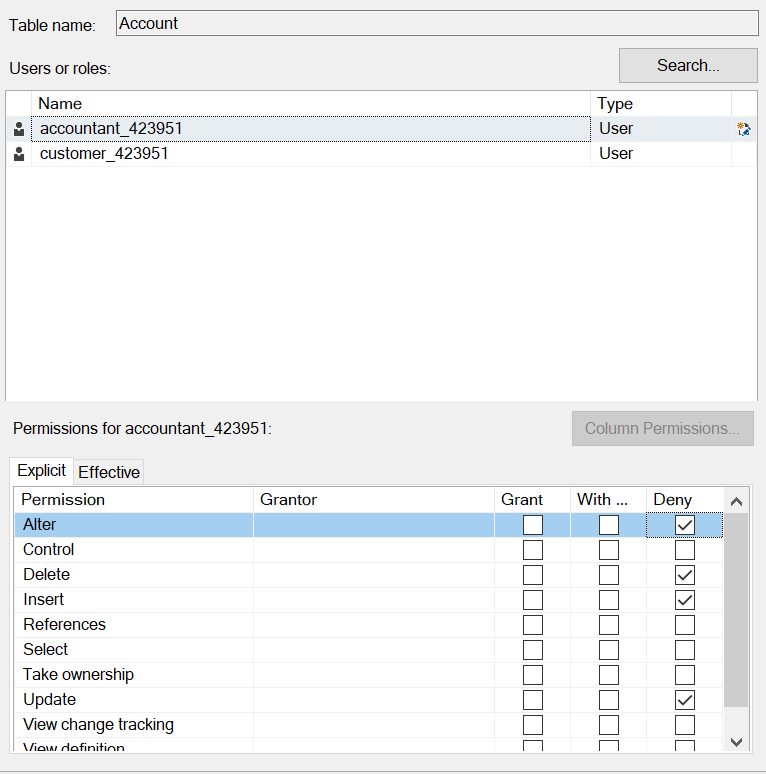 Table name: Account
Users or roles: Search...
Name Type
accountant_423951 User
customer_423951 User
Permissions for accountant_423951: Column Permissions...
Explicit Effective
Permission Grantor Grant With ... Deny
Alter
Control
Delete
Insert
References
Select
Take ownership
Update
View change tracking
View definition